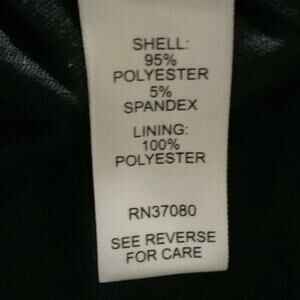 SHELL:
95%
POLYESTER
5%
SPANDEX
LINING:
100%
POLYESTER
RN37080
SEE REVERSE
FOR CARE